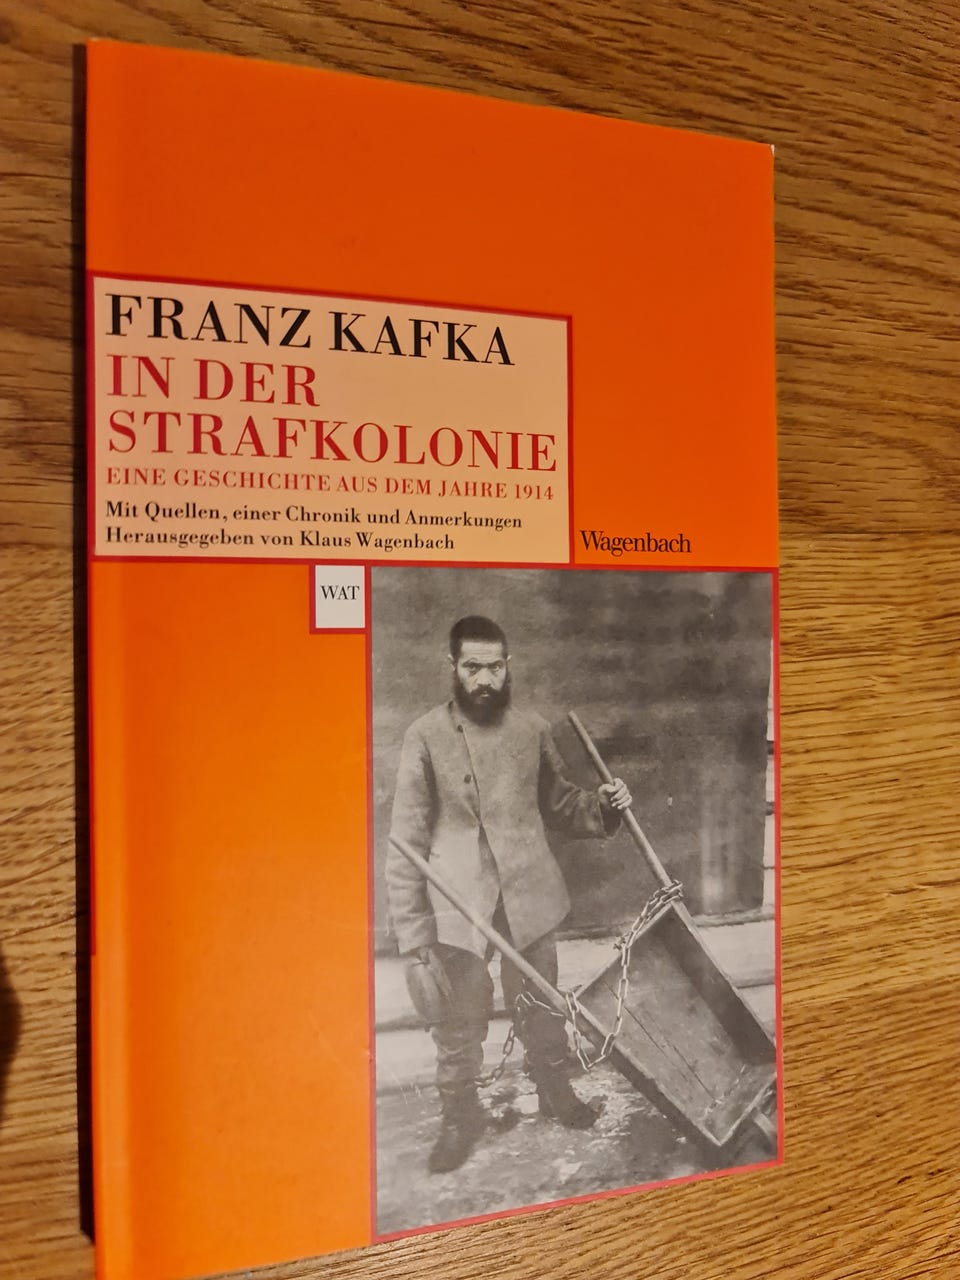 FRANZ KAFKA
IN DER
STRAFKOLONIE
EINE GESCHICHTE AUS DEM JAHRE 1914
Mit Quellen, einer Chronik und Anmerkungen
Herausgegeben von Klaus Wagenbach
Wagenbach
WAT